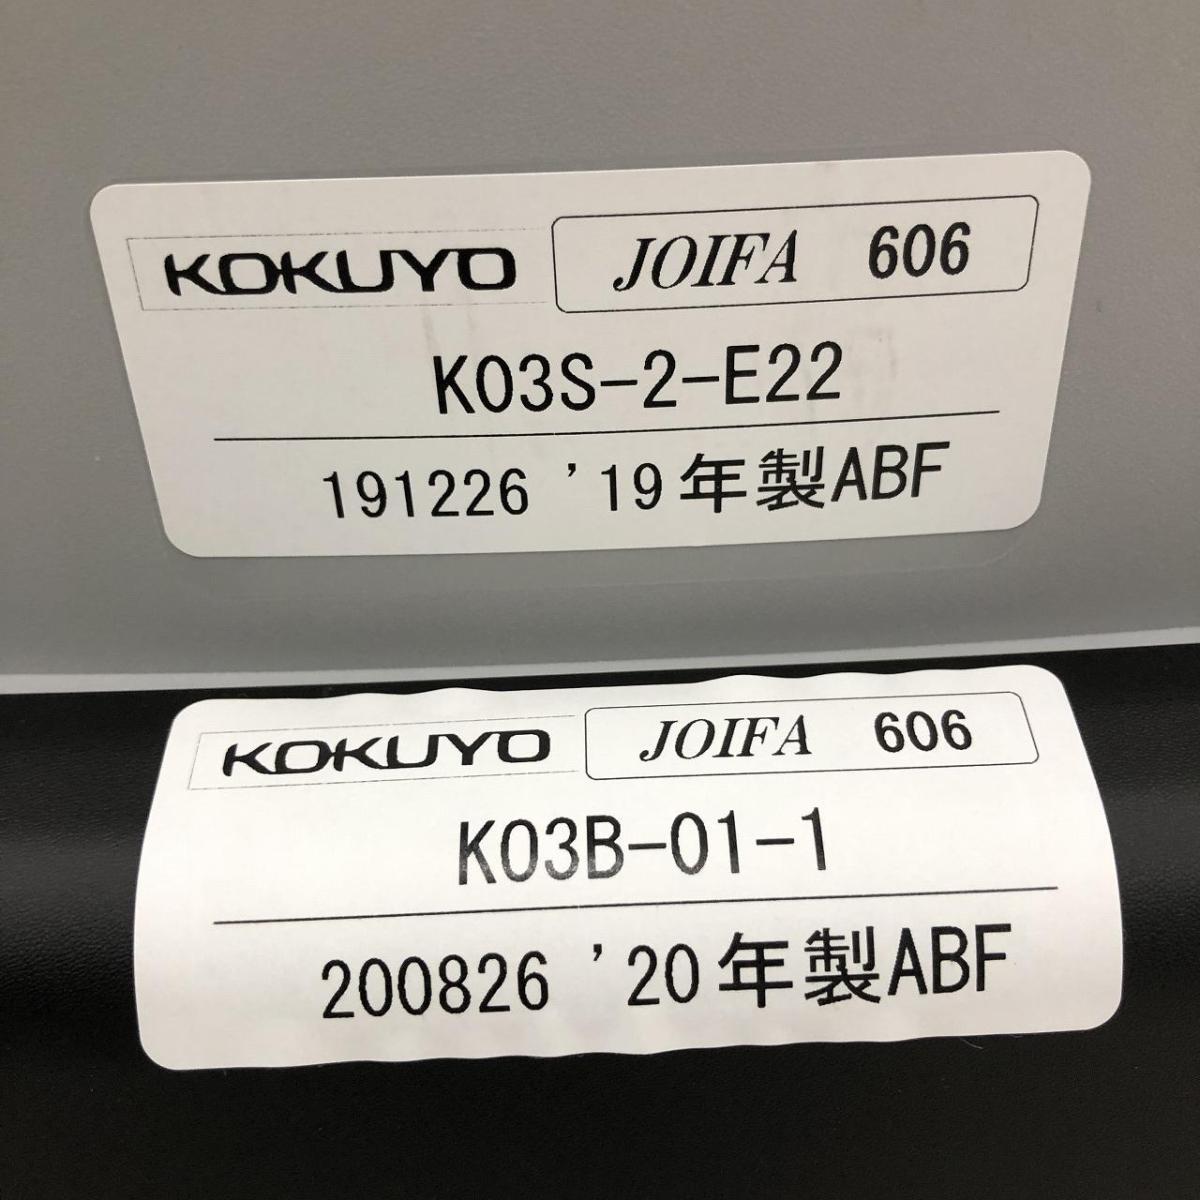 KOKUYO JOIFA 606
K03S-2-E22
191226 '19年製ABF
KOKUYO JOIFA 606
K03B-01-1
200826 '20年製ABF